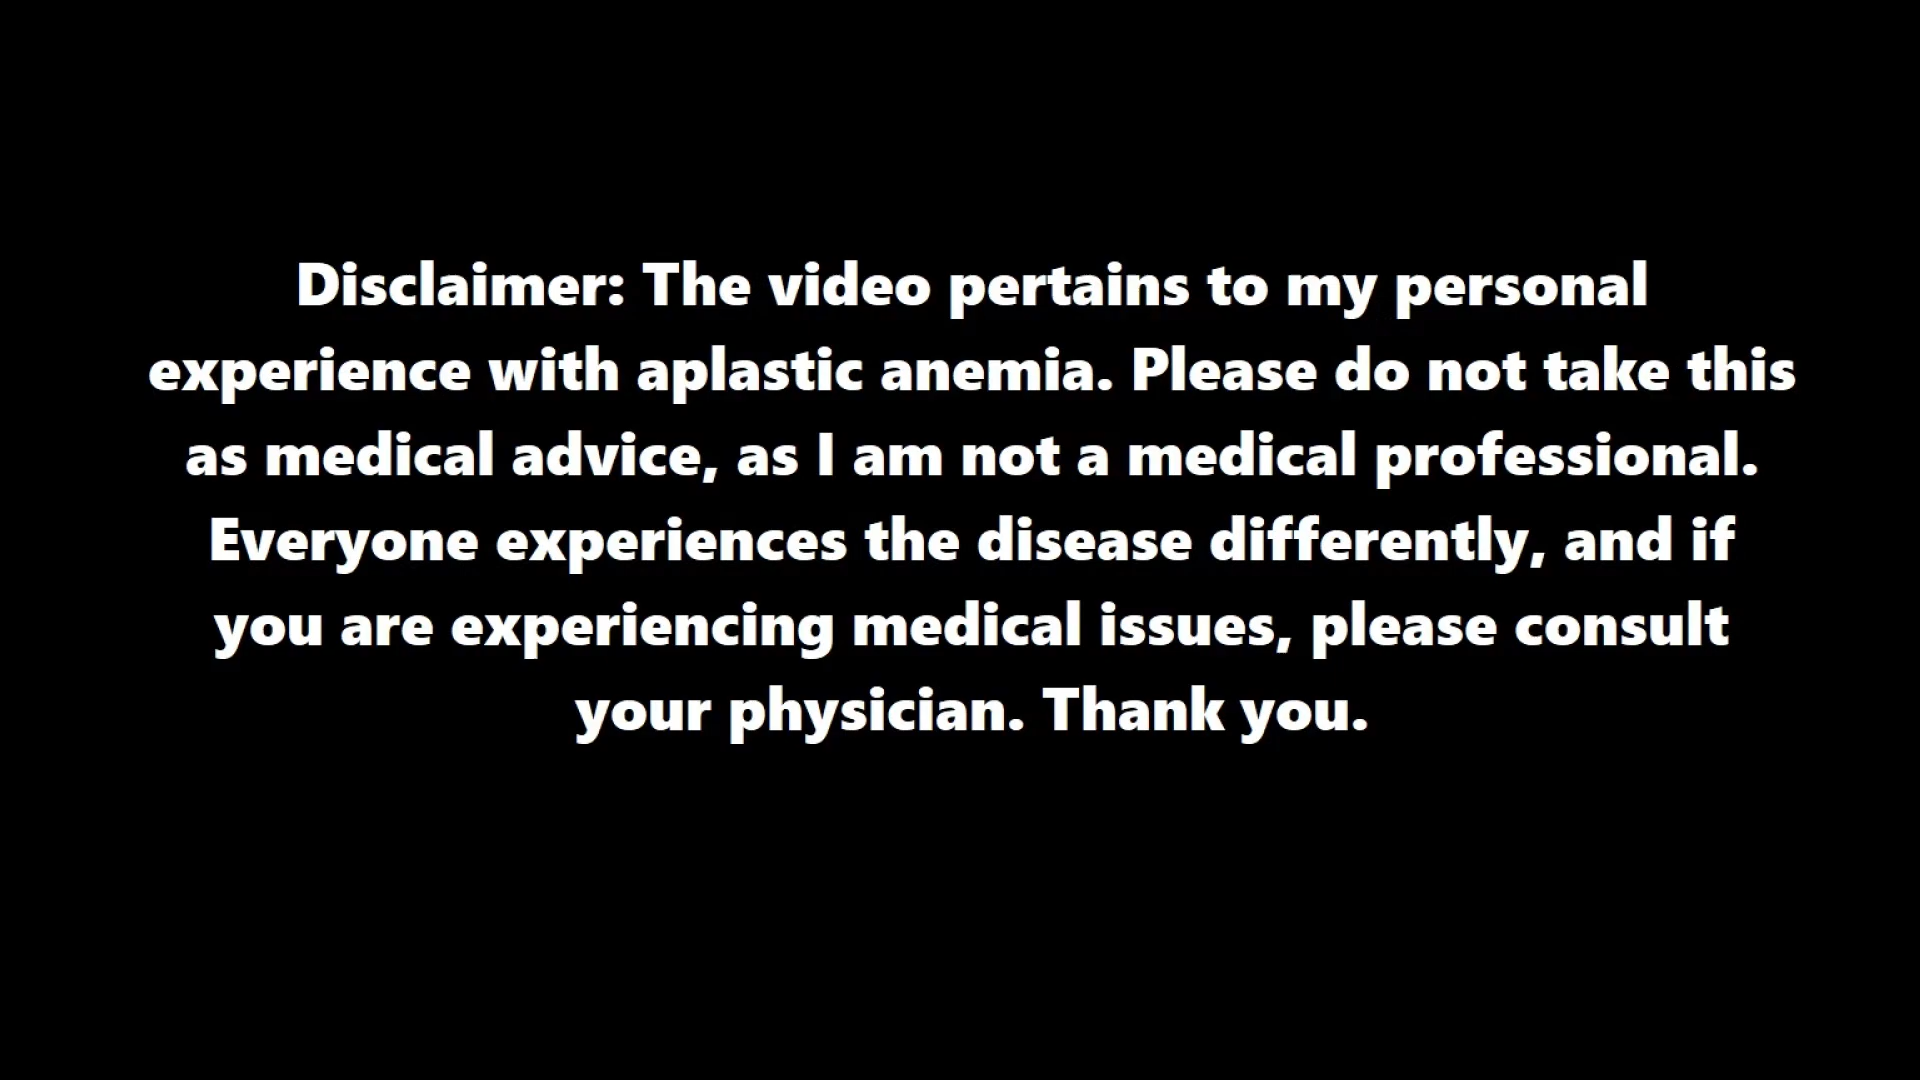 Disclaimer: The video pertains to my personal
experience with aplastic anemia. Please do not take this
as medical advice, as I am not a medical professional.
Everyone experiences the disease differently, and if
you are experiencing medical issues, please consult
your physician. Thank you.